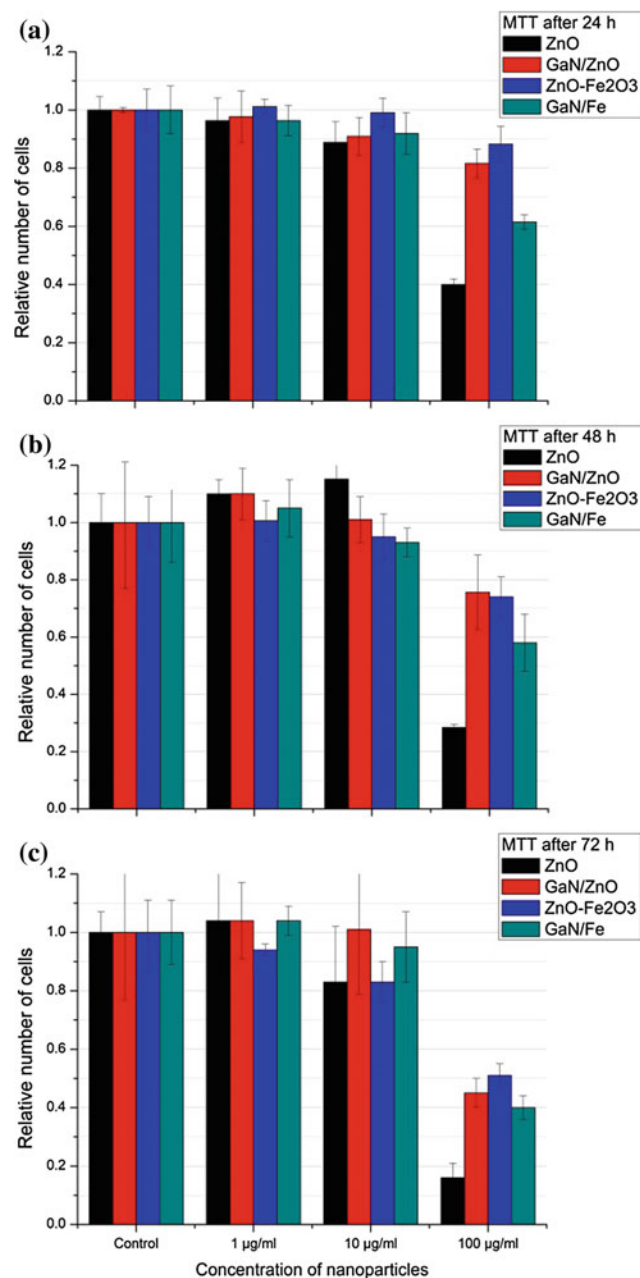 (a)
MTT after 24 h
ZnO
GaN/ZnO
ZnO-Fe2O3
GaN/Fe
1.2
1.0
0.8
0.6
0.4
0.2
0.0
Relative number of cells
(b)
MTT after 48 h
ZnO
GaN/ZnO
ZnO-Fe2O3
GaN/Fe
1.2
1.0
0.8
0.6
0.4
0.2
0.0
Relative number of cells
(c)
MTT after 72 h
ZnO
GaN/ZnO
ZnO-Fe2O3
GaN/Fe
1.2
1.0
0.8
0.6
0.4
0.2
0.0
Relative number of cells
Control 1 µg/ml 10 µg/ml 100 µg/ml
Concentration of nanoparticles